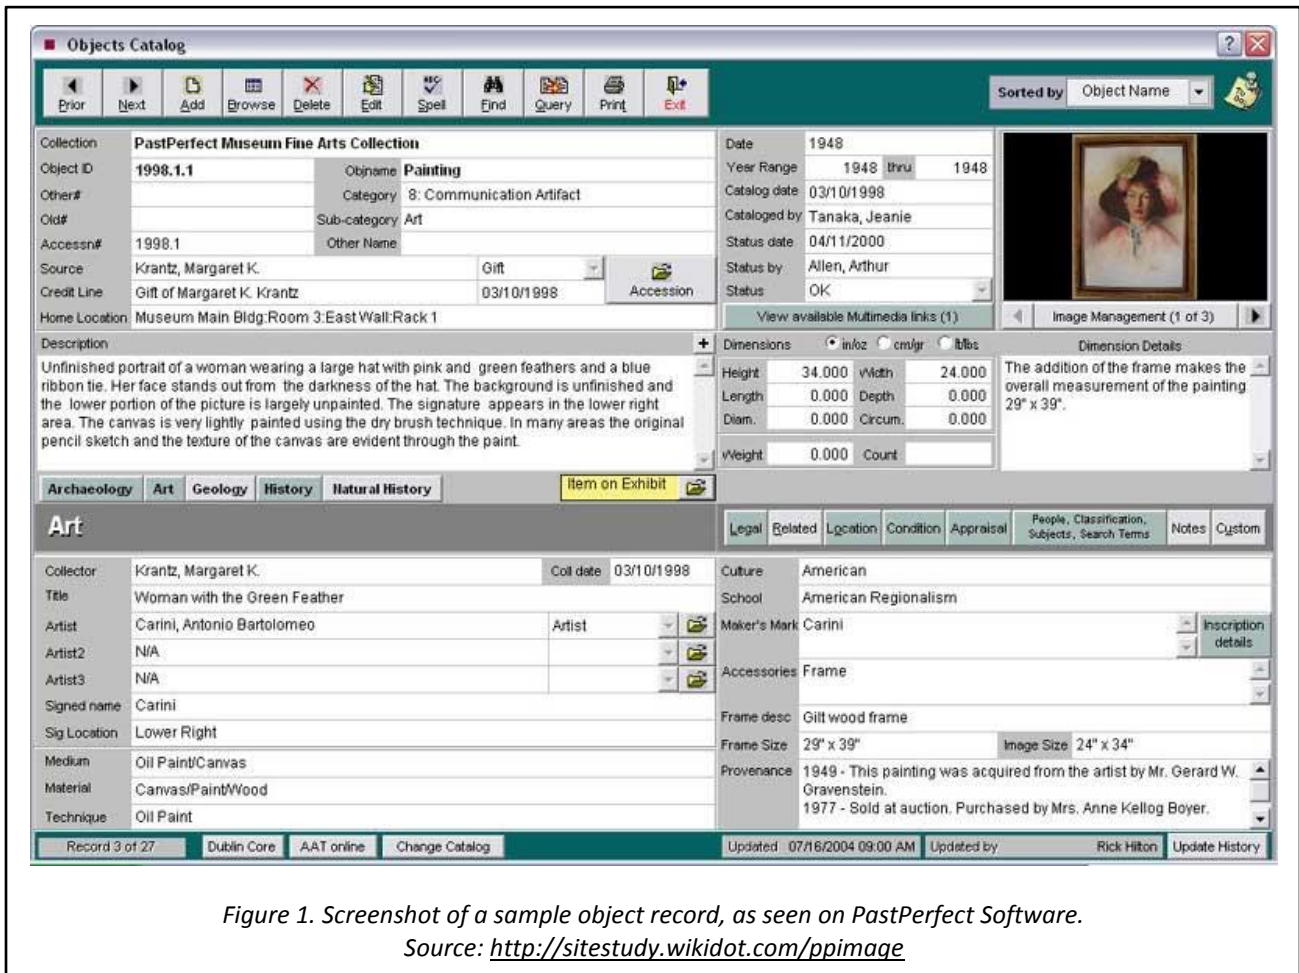 Objects Catalog
Prior Next Add Browse Delete Edit Spell Find Query Print Exit
Sorted by Object Name
Collection PastPerfect Museum Fine Arts Collection
Object ID 1998.1.1 Objname Painting
Other# Category 8: Communication Artifact
Old# Sub-category Art
Accessn# 1998.1 Other Name
Source Krantz, Margaret K. Gift
Credit Line Gift of Margaret K. Krantz 03/10/1998 Accession
Home Location Museum Main Bldg:Room 3:East Wall:Rack 1
Date 1948
Year Range 1948 thru 1948
Catalog date 03/10/1998
Cataloged by Tanaka, Jeanie
Status date 04/11/2000
Status by Allen, Arthur
Status OK
View available Multimedia links (1)
Image Management (1 of 3)
Description
Unfinished portrait of a woman wearing a large hat with pink and green feathers and a blue
ribbon tie. Her face stands out from the darkness of the hat. The background is unfinished and
the lower portion of the picture is largely unpainted. The signature appears in the lower right
area. The canvas is very lightly painted using the dry brush technique. In many areas the original
pencil sketch and the texture of the canvas are evident through the paint.
Dimensions in/oz cm/gr ft/lbs
Height 34.000 Width 24.000
Length 0.000 Depth 0.000
Diam. 0.000 Circum. 0.000
Weight 0.000 Count
Dimension Details
The addition of the frame makes the
overall measurement of the painting
29" x 39".
Archaeology Art Geology History Natural History
Item on Exhibit
Art
Legal Related Location Condition Appraisal People, Classification, Subjects, Search Terms Notes Custom
Collector Krantz, Margaret K. Coll date 03/10/1998
Title Woman with the Green Feather
Artist Carini, Antonio Bartolomeo Artist
Artist2 N/A
Artist3 N/A
Signed name Carini
Sig Location Lower Right
Medium Oil Paint/Canvas
Material Canvas/Paint/Wood
Technique Oil Paint
Culture American
School American Regionalism
Maker's Mark Carini Inscription details
Accessories Frame
Frame desc Gilt wood frame
Frame Size 29" x 39" Image Size 24" x 34"
Provenance 1949 - This painting was acquired from the artist by Mr. Gerard W.
Gravenstein.
1977 - Sold at auction. Purchased by Mrs. Anne Kellog Boyer.
Record 3 of 27 Dublin Core AAT online Change Catalog
Updated 07/16/2004 09:00 AM Updated by Rick Hilton Update History
Figure 1. Screenshot of a sample object record, as seen on PastPerfect Software.
Source: http://sitestudy.wikidot.com/ppimage